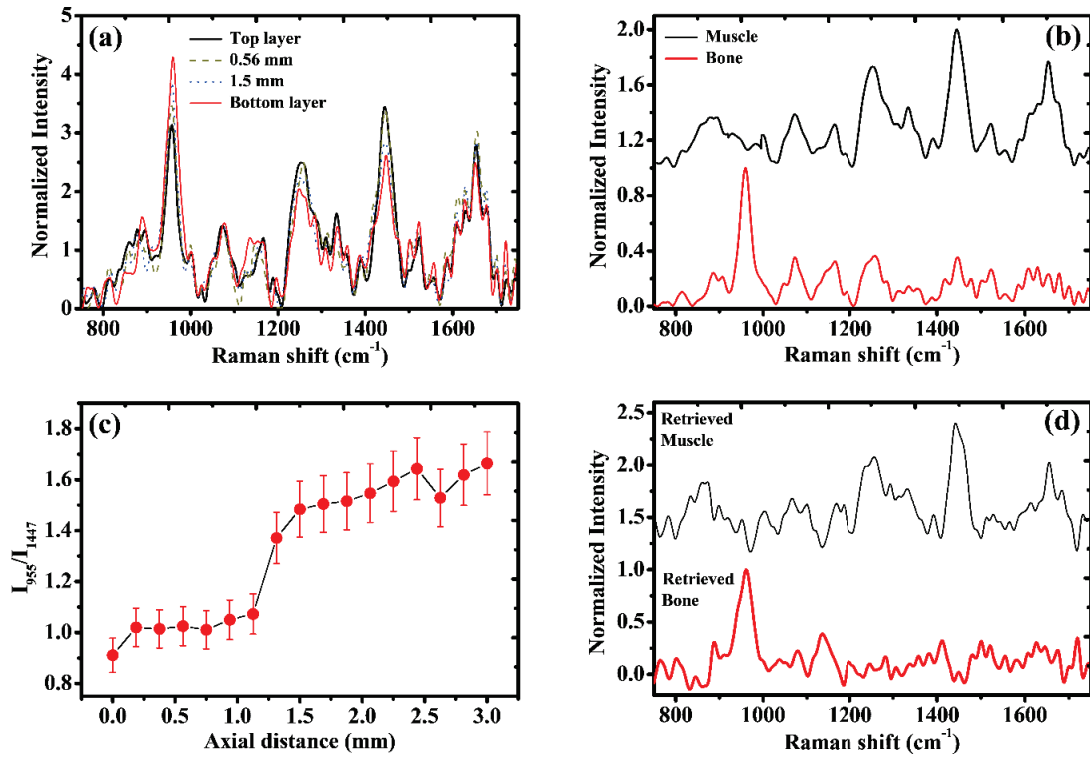 (a)
Top layer
0.56 mm
1.5 mm
Bottom layer
5
4
3
2
1
0
Normalized Intensity
800 1000 1200 1400 1600
Raman shift (cm⁻¹)
(b)
Muscle
Bone
2.0
1.6
1.2
0.8
0.4
0.0
Normalized Intensity
800 1000 1200 1400 1600
Raman shift (cm⁻¹)
(c)
1.8
1.6
1.4
1.2
1.0
0.8
I₉₅₅/I₁₄₄₇
0.0 0.5 1.0 1.5 2.0 2.5 3.0
Axial distance (mm)
(d)
Retrieved
Muscle
Retrieved
Bone
2.5
2.0
1.5
1.0
0.5
0.0
Normalized Intensity
800 1000 1200 1400 1600
Raman shift (cm⁻¹)